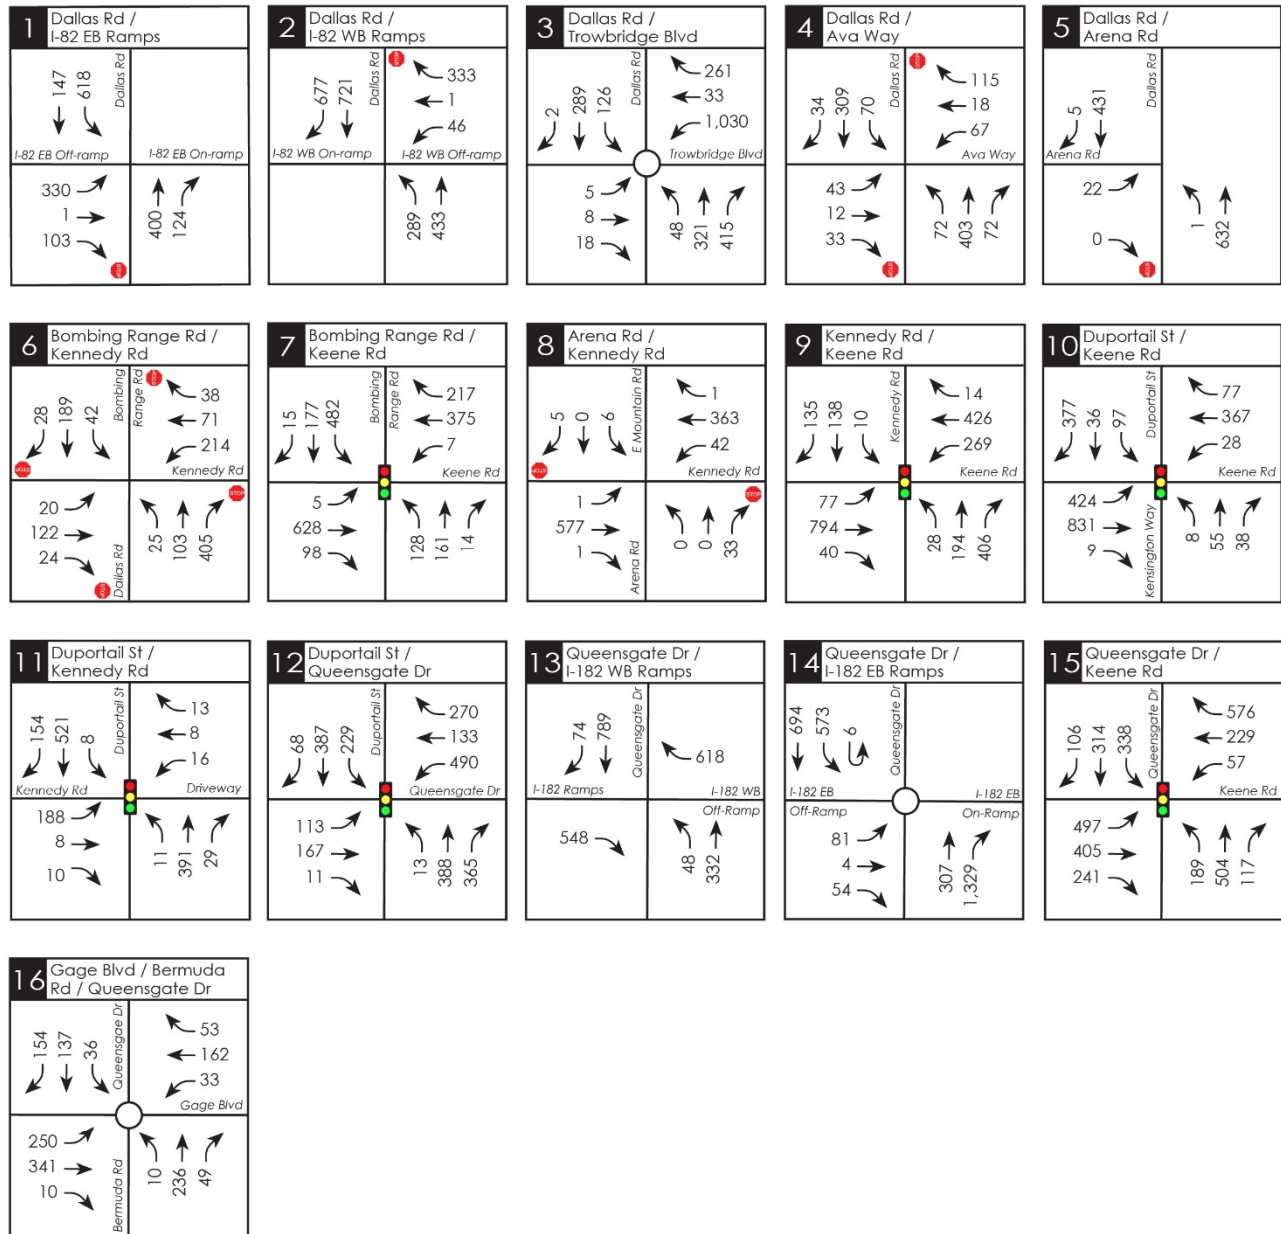 1 Dallas Rd /
I-82 EB Ramps
147 618
Dallas Rd
I-82 EB Off-ramp
I-82 EB On-ramp
330
1
103
400 124
STOP
2 Dallas Rd /
I-82 WB Ramps
677 721
Dallas Rd
STOP
333
1
46
I-82 WB On-ramp
I-82 WB Off-ramp
289 433
3 Dallas Rd /
Trowbridge Blvd
2 289 126
Dallas Rd
261
33
1,030
Trowbridge Blvd
5
8
18
48 321 415
4 Dallas Rd /
Ava Way
34 309 70
Dallas Rd
STOP
115
18
67
Ava Way
43
12
33
STOP
72 403 72
5 Dallas Rd /
Arena Rd
5 431
Dallas Rd
Arena Rd
22
0
STOP
1 632
6 Bombing Range Rd /
Kennedy Rd
28 189 42
Bombing
Range Rd
STOP
38
71
214
STOP
Kennedy Rd
20
122
24
STOP
Dallas Rd
25 103 405
STOP
7 Bombing Range Rd /
Keene Rd
15 177 482
Bombing
Range Rd
217
375
7
Keene Rd
5
628
98
128 161 14
8 Arena Rd /
Kennedy Rd
5 0 6
E Mountain Rd
1
363
42
STOP
Kennedy Rd
1
577
1
Arena Rd
0 0 33
STOP
9 Kennedy Rd /
Keene Rd
135 138 10
Kennedy Rd
14
426
269
Keene Rd
77
794
40
28 194 406
10 Duportail St /
Keene Rd
377 36 97
Duportail St
77
367
28
Keene Rd
424
831
9
Kensington Way
8 55 38
11 Duportail St /
Kennedy Rd
154 521 8
Duportail St
13
8
16
Kennedy Rd
Driveway
188
8
10
11 391 29
12 Duportail St /
Queensgate Dr
68 387 229
Duportail St
270
133
490
Queensgate Dr
113
167
11
13 388 365
13 Queensgate Dr /
I-182 WB Ramps
74 789
Queensgate Dr
618
I-182 Ramps
I-182 WB
Off-Ramp
548
48 332
14 Queensgate Dr /
I-182 EB Ramps
694 573 6
Queensgate Dr
I-182 EB
Off-Ramp
I-182 EB
On-Ramp
81
4
54
307 1,329
15 Queensgate Dr /
Keene Rd
106 314 338
Queensgate Dr
576
229
57
Keene Rd
497
405
241
189 504 117
16 Gage Blvd / Bermuda
Rd / Queensgate Dr
154 137 36
Queensgae Dr
53
162
33
Gage Blvd
250
341
10
Bermuda Rd
10 236 49